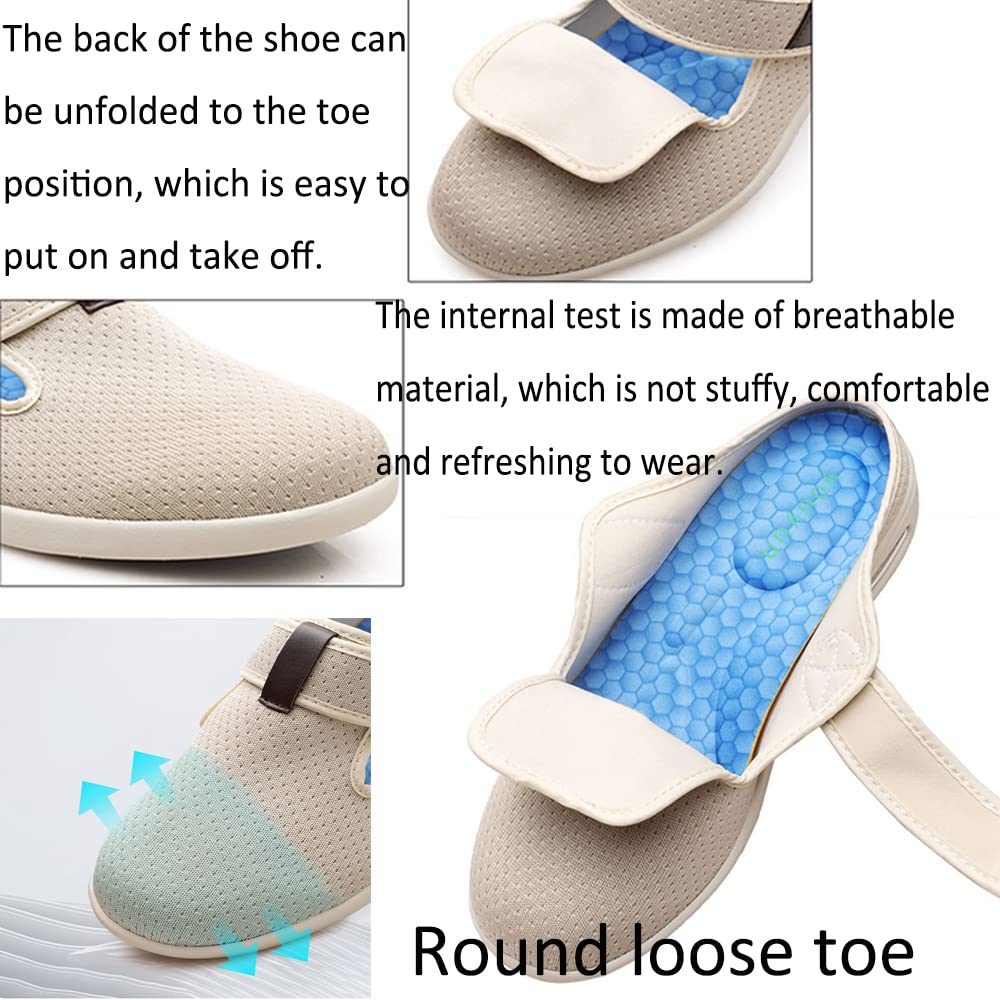 The back of the shoe can
be unfolded to the toe
position, which is easy to
put on and take off.
The internal test is made of breathable
material, which is not stuffy, comfortable
and refreshing to wear.
Round loose toe